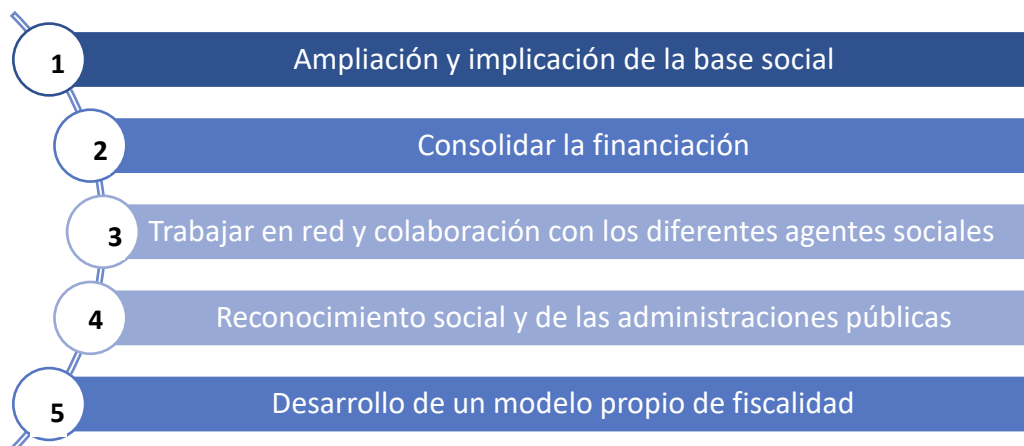 1 Ampliación y implicación de la base social
2 Consolidar la financiación
3 Trabajar en red y colaboración con los diferentes agentes sociales
4 Reconocimiento social y de las administraciones públicas
5 Desarrollo de un modelo propio de fiscalidad